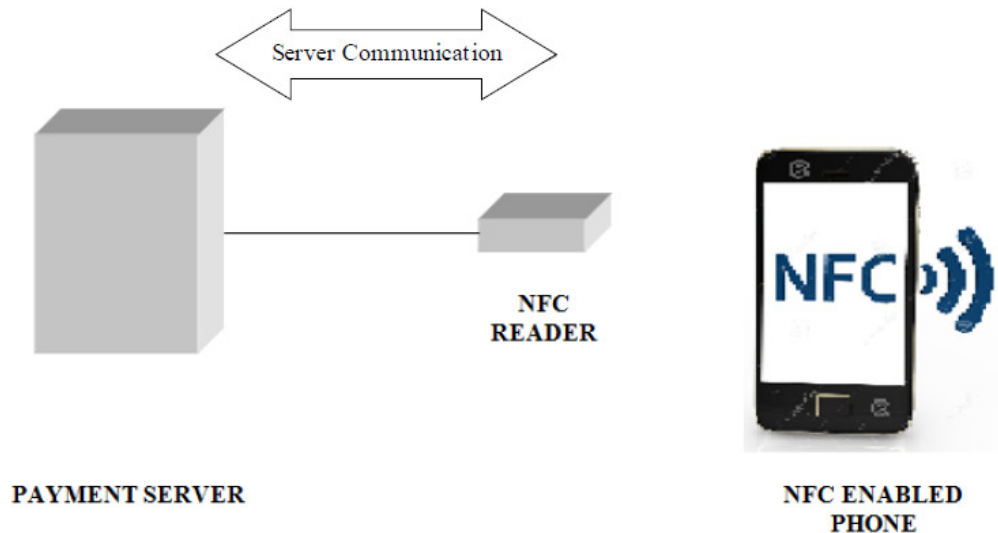 Server Communication
NFC
NFC
READER
PAYMENT SERVER
NFC ENABLED
PHONE